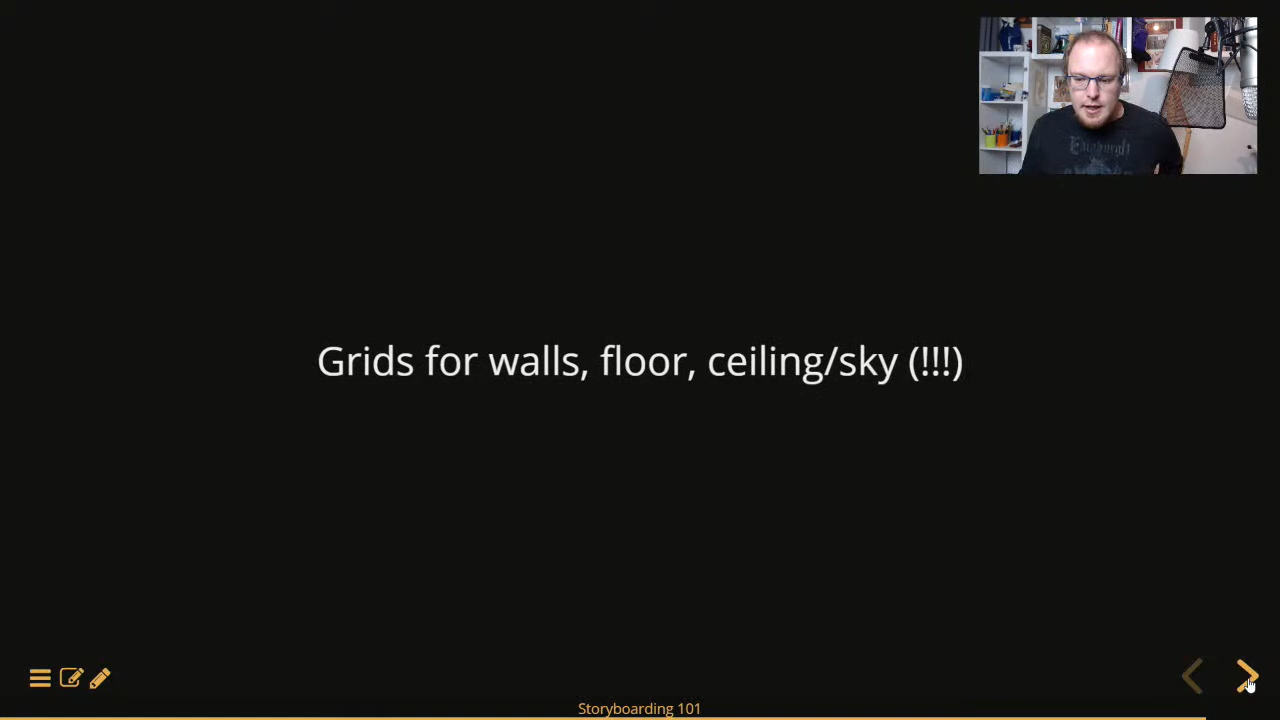 Grids for walls, floor, ceiling/sky (!!!)
Storyboarding 101